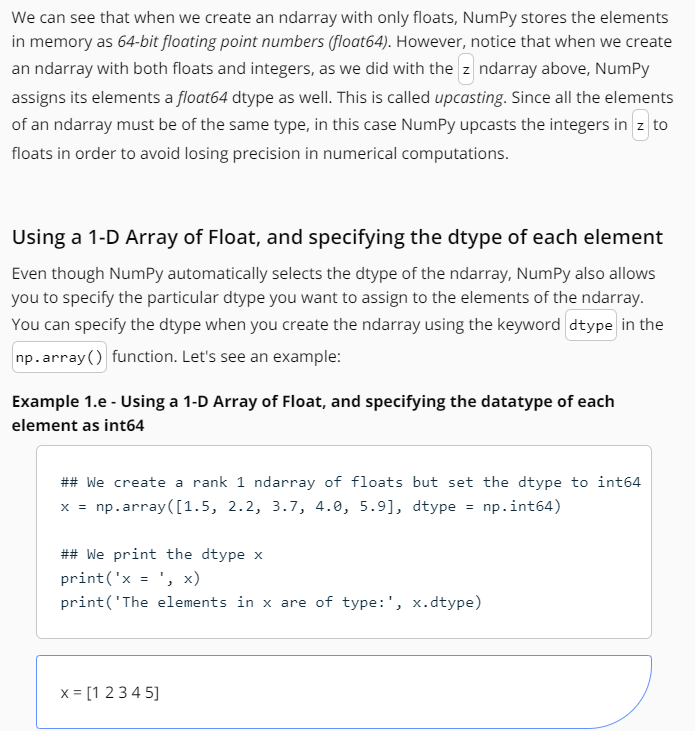 We can see that when we create an ndarray with only floats, NumPy stores the elements
in memory as 64-bit floating point numbers (float64). However, notice that when we create
an ndarray with both floats and integers, as we did with the z ndarray above, NumPy
assigns its elements a float64 dtype as well. This is called upcasting. Since all the elements
of an ndarray must be of the same type, in this case NumPy upcasts the integers in z to
floats in order to avoid losing precision in numerical computations.
Using a 1-D Array of Float, and specifying the dtype of each element
Even though NumPy automatically selects the dtype of the ndarray, NumPy also allows
you to specify the particular dtype you want to assign to the elements of the ndarray.
You can specify the dtype when you create the ndarray using the keyword dtype in the
np.array() function. Let's see an example:
Example 1.e - Using a 1-D Array of Float, and specifying the datatype of each
element as int64
## We create a rank 1 ndarray of floats but set the dtype to int64
x = np.array([1.5, 2.2, 3.7, 4.0, 5.9], dtype = np.int64)
## We print the dtype x
print('x = ', x)
print('The elements in x are of type:', x.dtype)
x = [1 2 3 4 5]